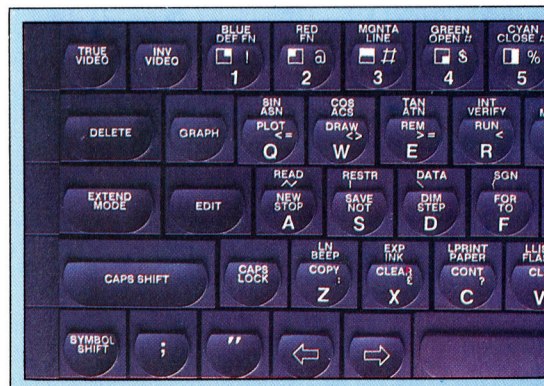 BLUE RED MGNTA GREEN CYAN
DEF FN FN LINE OPEN # CLOSE #
TRUE VIDEO INV VIDEO ! @ # $ %
1 2 3 4 5
SIN COS TAN INT
ASN ACS ATN VERIFY
DELETE GRAPH PLOT <= DRAW <> REM >= RUN <
Q W E R
READ RESTR DATA SGN
EXTEND MODE EDIT NEW SAVE DIM FOR
STOP NOT STEP TO
A S D F
LN EXP LPRINT
BEEP INK PAPER
CAPS SHIFT CAPS LOCK COPY : CLEAR £ CONT ?
Z X C V
SYMBOL SHIFT ; " ⇦ ⇨